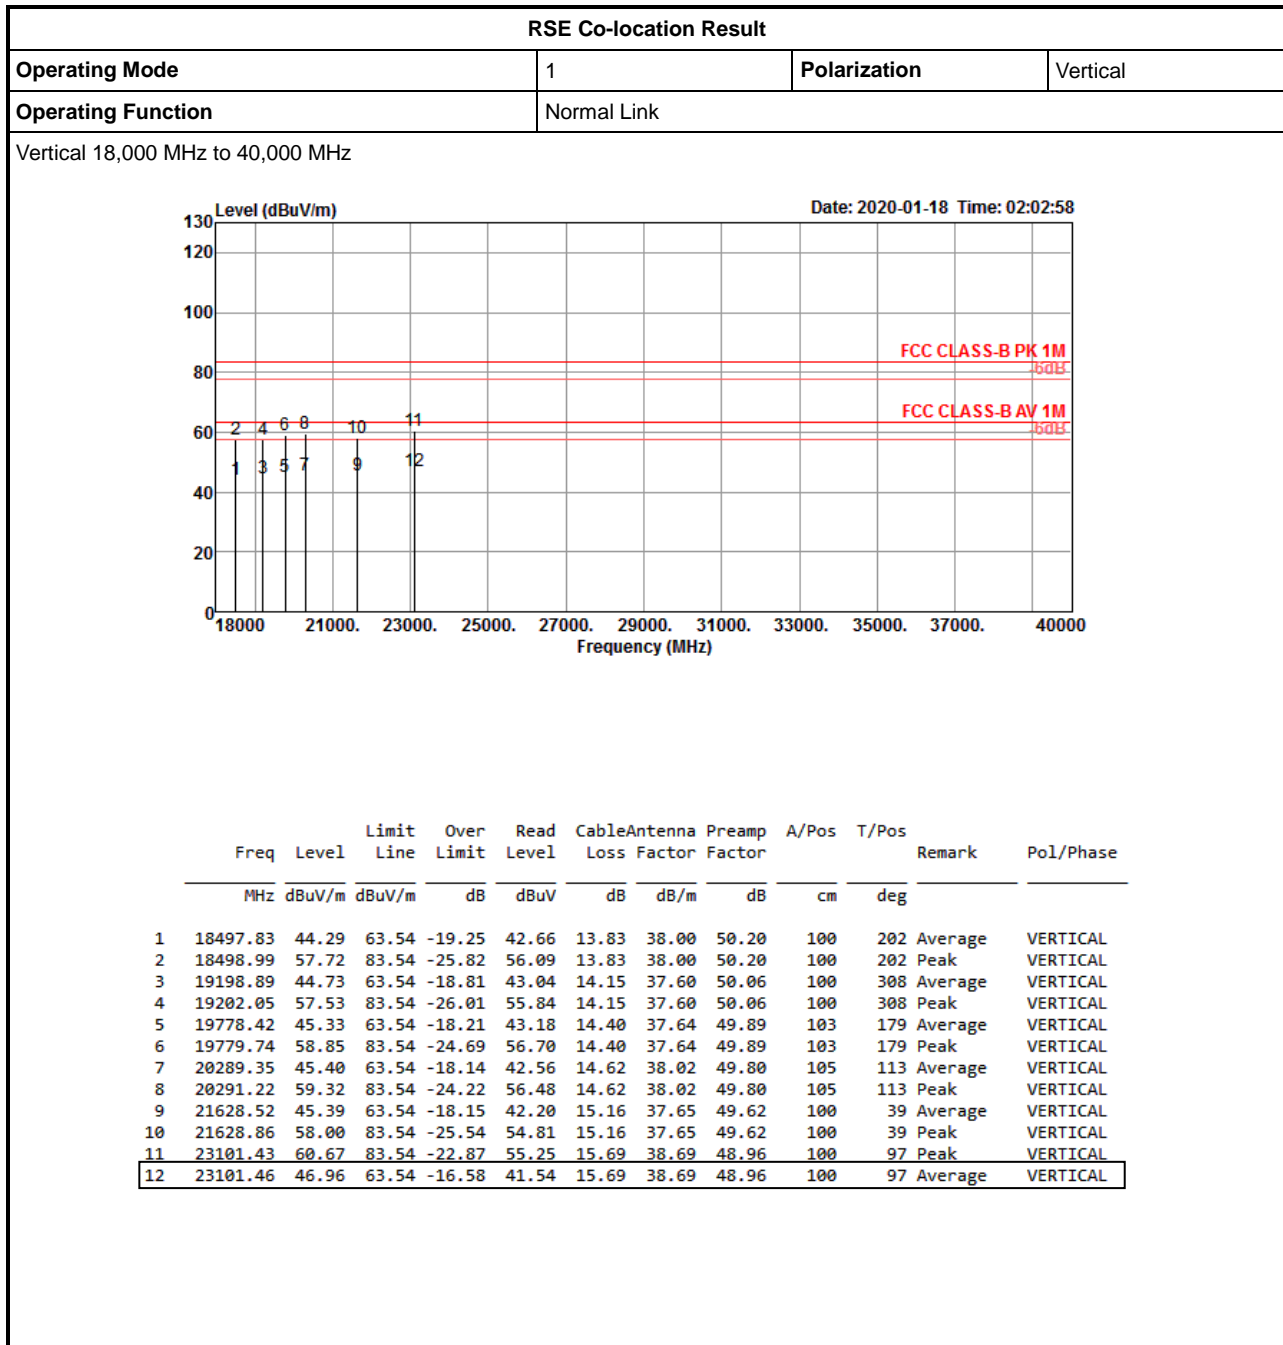 RSE Co-location Result
Operating Mode 1 Polarization Vertical
Operating Function Normal Link
Vertical 18,000 MHz to 40,000 MHz
Level (dBuV/m) Date: 2020-01-18 Time: 02:02:58
130
120
100
FCC CLASS-B PK 1M
-6dB
80
FCC CLASS-B AV 1M
-6dB
60
2 4 6 8 10 11
1 3 5 7 9 12
40
20
0
18000 21000. 23000. 25000. 27000. 29000. 31000. 33000. 35000. 37000. 40000
Frequency (MHz)
Limit Over Read CableAntenna Preamp A/Pos T/Pos
Freq Level Line Limit Level Loss Factor Factor Remark Pol/Phase
MHz dBuV/m dBuV/m dB dBuV dB dB/m dB cm deg
1 18497.83 44.29 63.54 -19.25 42.66 13.83 38.00 50.20 100 202 Average VERTICAL
2 18498.99 57.72 83.54 -25.82 56.09 13.83 38.00 50.20 100 202 Peak VERTICAL
3 19198.89 44.73 63.54 -18.81 43.04 14.15 37.60 50.06 100 308 Average VERTICAL
4 19202.05 57.53 83.54 -26.01 55.84 14.15 37.60 50.06 100 308 Peak VERTICAL
5 19778.42 45.33 63.54 -18.21 43.18 14.40 37.64 49.89 103 179 Average VERTICAL
6 19779.74 58.85 83.54 -24.69 56.70 14.40 37.64 49.89 103 179 Peak VERTICAL
7 20289.35 45.40 63.54 -18.14 42.56 14.62 38.02 49.80 105 113 Average VERTICAL
8 20291.22 59.32 83.54 -24.22 56.48 14.62 38.02 49.80 105 113 Peak VERTICAL
9 21628.52 45.39 63.54 -18.15 42.20 15.16 37.65 49.62 100 39 Average VERTICAL
10 21628.86 58.00 83.54 -25.54 54.81 15.16 37.65 49.62 100 39 Peak VERTICAL
11 23101.43 60.67 83.54 -22.87 55.25 15.69 38.69 48.96 100 97 Peak VERTICAL
12 23101.46 46.96 63.54 -16.58 41.54 15.69 38.69 48.96 100 97 Average VERTICAL